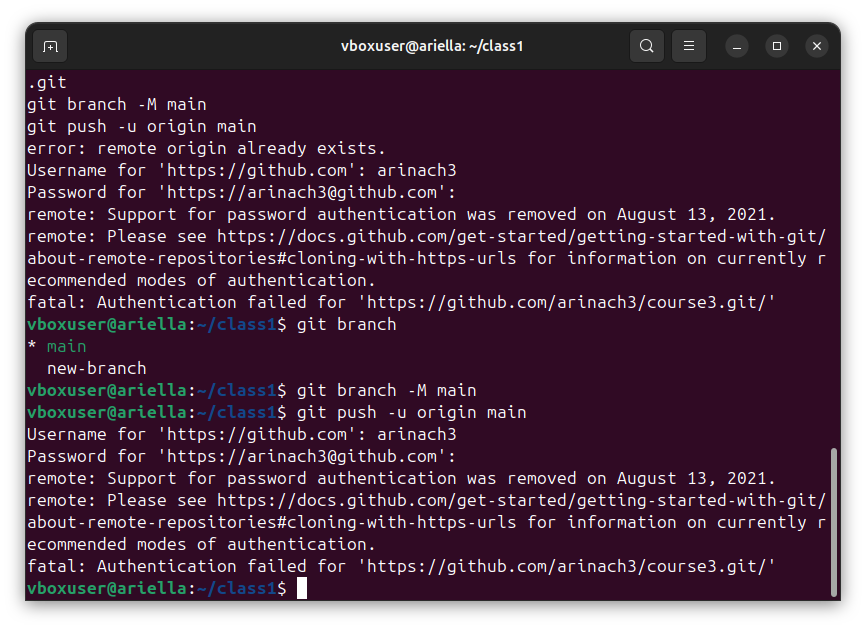 vboxuser@ariella: ~/class1
.git
git branch -M main
git push -u origin main
error: remote origin already exists.
Username for 'https://github.com': arinach3
Password for 'https://arinach3@github.com':
remote: Support for password authentication was removed on August 13, 2021.
remote: Please see https://docs.github.com/get-started/getting-started-with-git/
about-remote-repositories#cloning-with-https-urls for information on currently r
ecommended modes of authentication.
fatal: Authentication failed for 'https://github.com/arinach3/course3.git/'
vboxuser@ariella:~/class1$ git branch
* main
  new-branch
vboxuser@ariella:~/class1$ git branch -M main
vboxuser@ariella:~/class1$ git push -u origin main
Username for 'https://github.com': arinach3
Password for 'https://arinach3@github.com':
remote: Support for password authentication was removed on August 13, 2021.
remote: Please see https://docs.github.com/get-started/getting-started-with-git/
about-remote-repositories#cloning-with-https-urls for information on currently r
ecommended modes of authentication.
fatal: Authentication failed for 'https://github.com/arinach3/course3.git/'
vboxuser@ariella:~/class1$